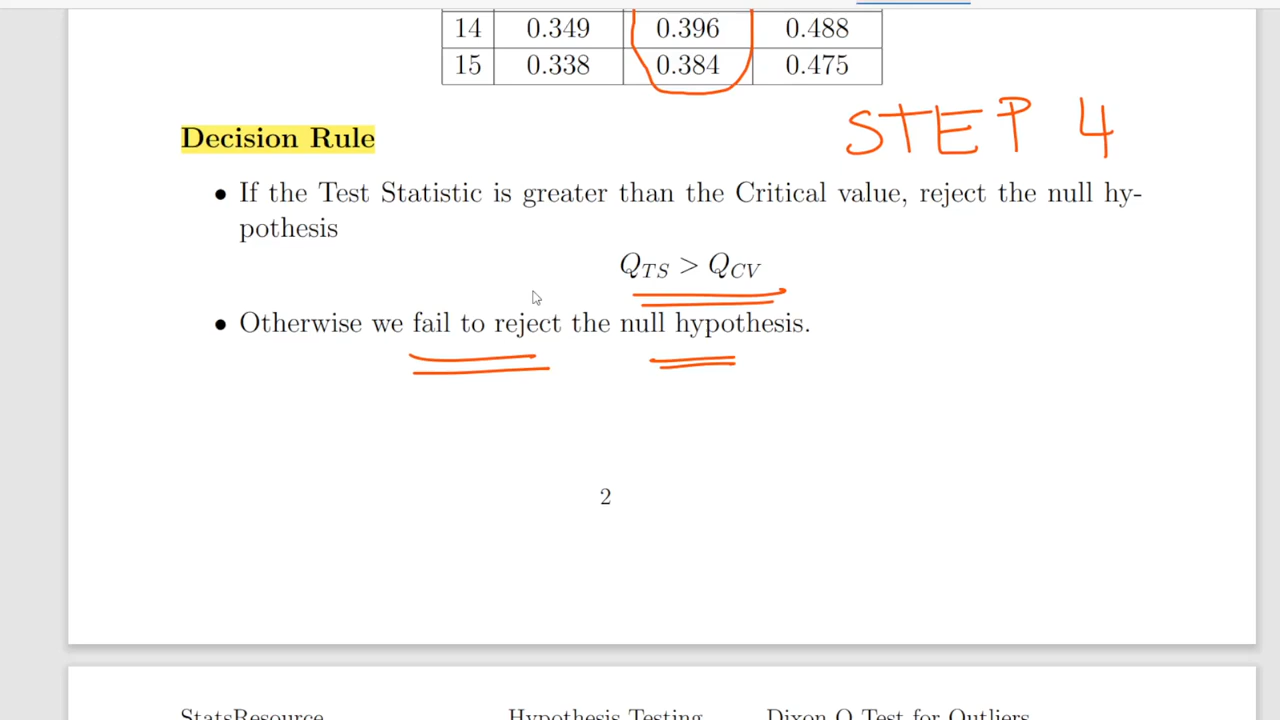 14 0.349 0.396 0.488
15 0.338 0.384 0.475
STEP 4
Decision Rule
• If the Test Statistic is greater than the Critical value, reject the null hy-
pothesis
Q_TS > Q_CV
• Otherwise we fail to reject the null hypothesis.
2
StatsResource Hypothesis Testing Dixon Q Test for Outliers